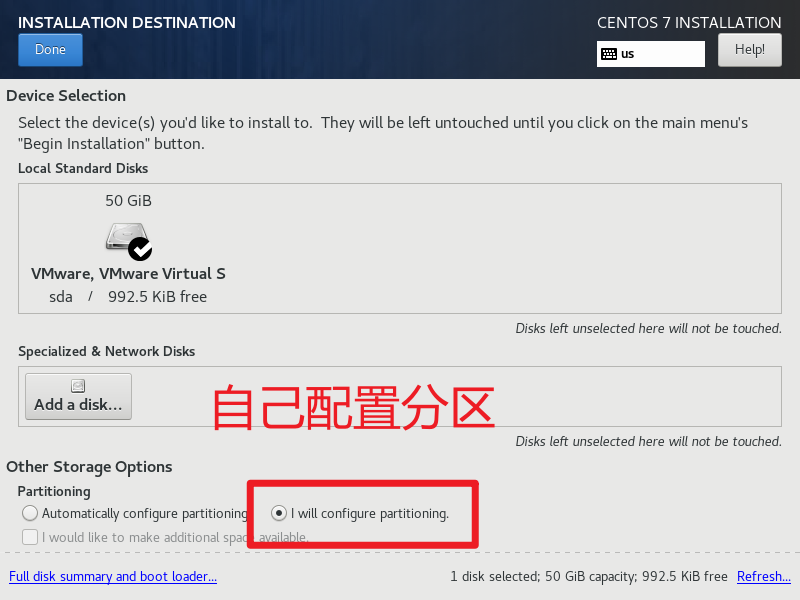 INSTALLATION DESTINATION
CENTOS 7 INSTALLATION
Done
us
Help!
Device Selection
Select the device(s) you'd like to install to. They will be left untouched until you click on the main menu's
"Begin Installation" button.
Local Standard Disks
50 GiB
VMware, VMware Virtual S
sda / 992.5 KiB free
Disks left unselected here will not be touched.
Specialized & Network Disks
Add a disk...
自己配置分区
Disks left unselected here will not be touched.
Other Storage Options
Partitioning
Automatically configure partitioning. I will configure partitioning.
I would like to make additional space available.
Full disk summary and boot loader... 1 disk selected; 50 GiB capacity; 992.5 KiB free Refresh...